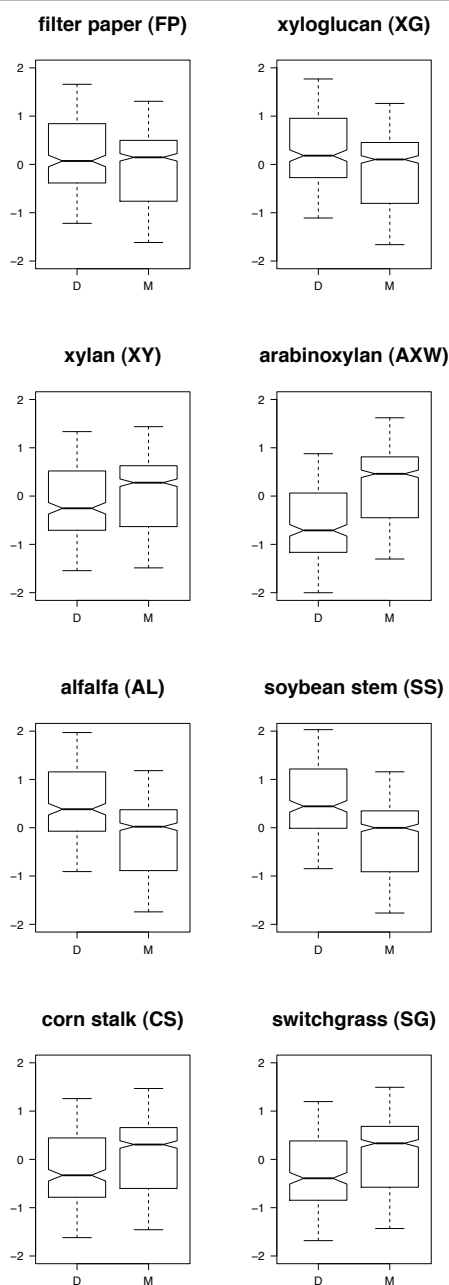 filter paper (FP)
2
1
0
−1
−2
D M
xyloglucan (XG)
2
1
0
−1
−2
D M
xylan (XY)
2
1
0
−1
−2
D M
arabinoxylan (AXW)
2
1
0
−1
−2
D M
alfalfa (AL)
2
1
0
−1
−2
D M
soybean stem (SS)
2
1
0
−1
−2
D M
corn stalk (CS)
2
1
0
−1
−2
D M
switchgrass (SG)
2
1
0
−1
−2
D M